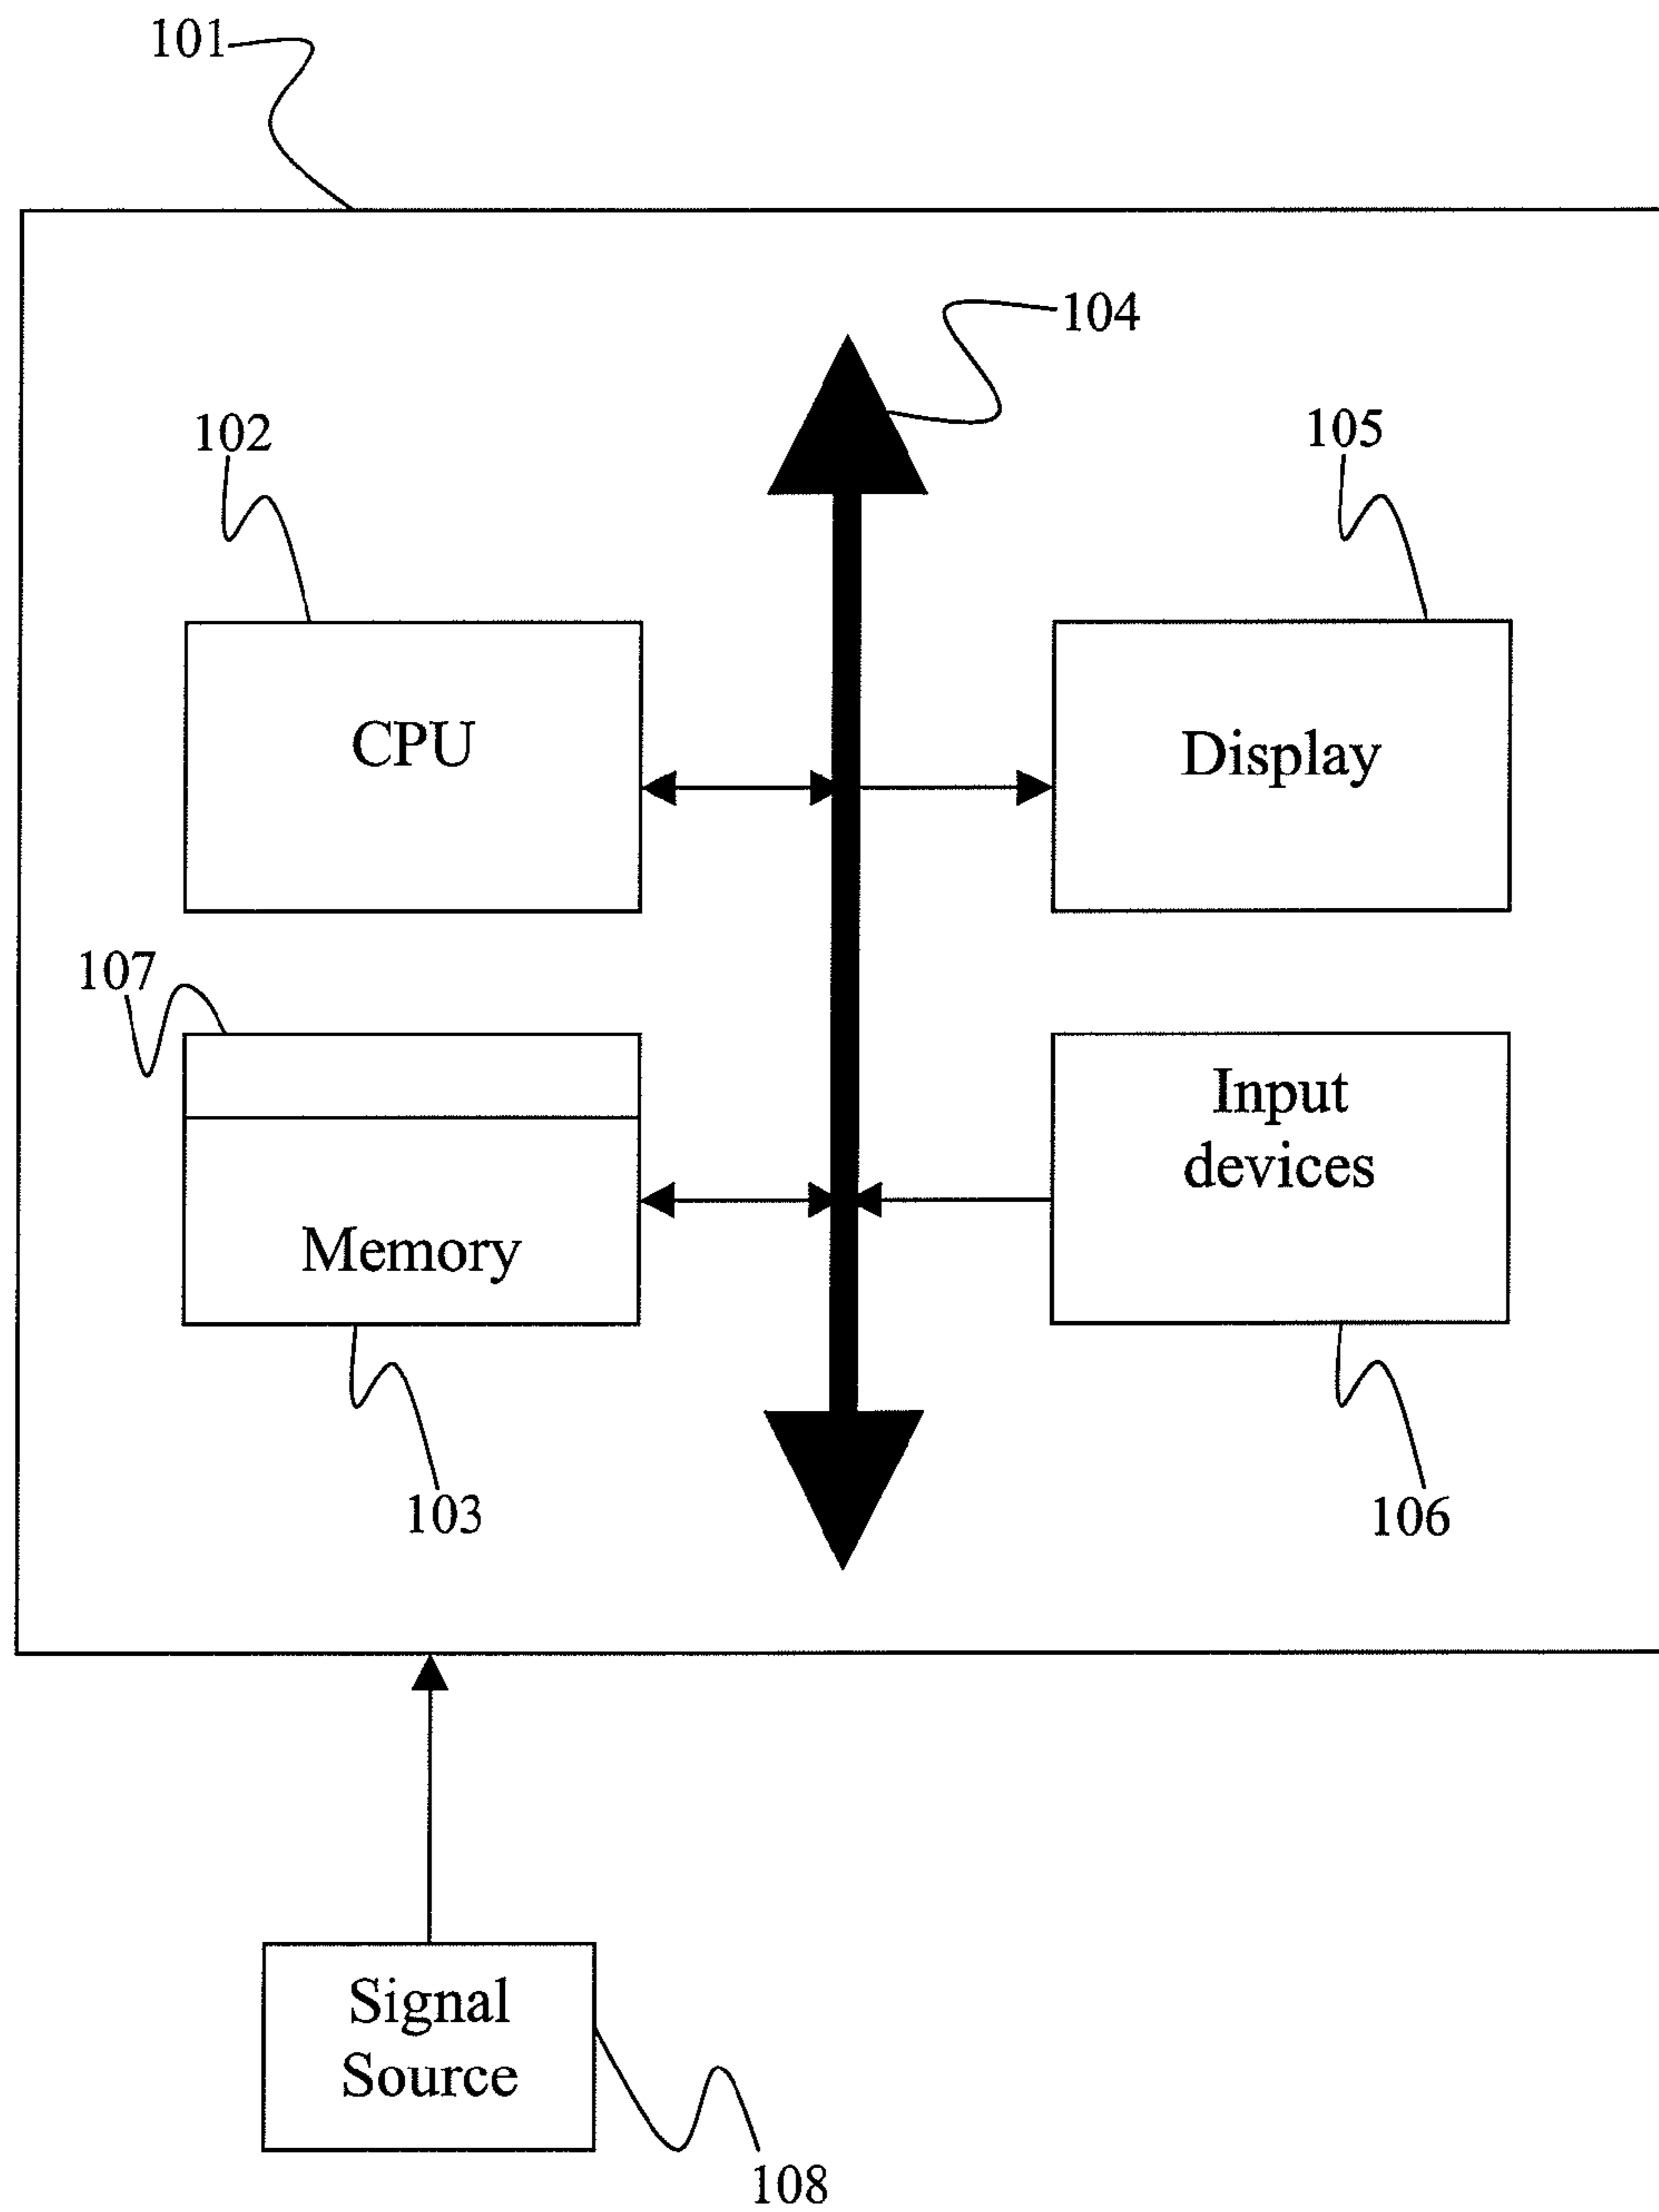 101
104
102
105
CPU
Display
107
Input
devices
Memory
103
106
Signal
Source
108